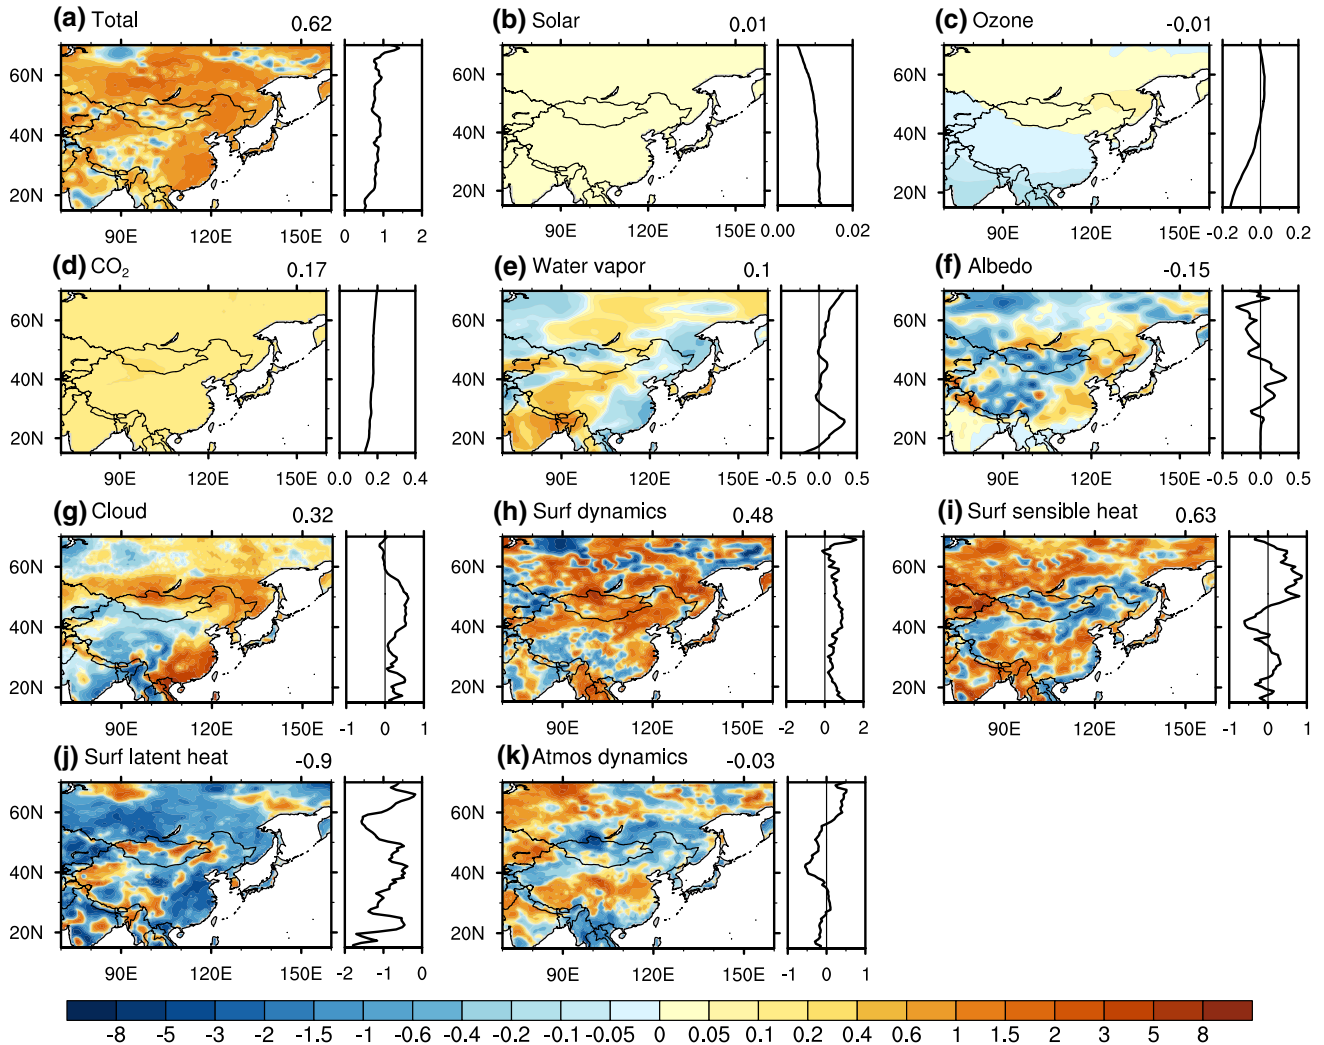 (a) Total 0.62
(b) Solar 0.01
(c) Ozone -0.01
60N
40N
20N
90E 120E 150E 0 1 2
60N
40N
20N
90E 120E 150E 0.00 0.02
60N
40N
20N
90E 120E 150E -0.2 0.0 0.2
(d) CO₂ 0.17
(e) Water vapor 0.1
(f) Albedo -0.15
60N
40N
20N
90E 120E 150E 0.0 0.2 0.4
60N
40N
20N
90E 120E 150E -0.5 0.0 0.5
60N
40N
20N
90E 120E 150E -0.5 0.0 0.5
(g) Cloud 0.32
(h) Surf dynamics 0.48
(i) Surf sensible heat 0.63
60N
40N
20N
90E 120E 150E -1 0 1
60N
40N
20N
90E 120E 150E -2 0 2
60N
40N
20N
90E 120E 150E -1 0 1
(j) Surf latent heat -0.9
(k) Atmos dynamics -0.03
60N
40N
20N
90E 120E 150E -2 -1 0
60N
40N
20N
90E 120E 150E -1 0 1
-8 -5 -3 -2 -1.5 -1 -0.6 -0.4 -0.2 -0.1 -0.05 0 0.05 0.1 0.2 0.4 0.6 1 1.5 2 3 5 8